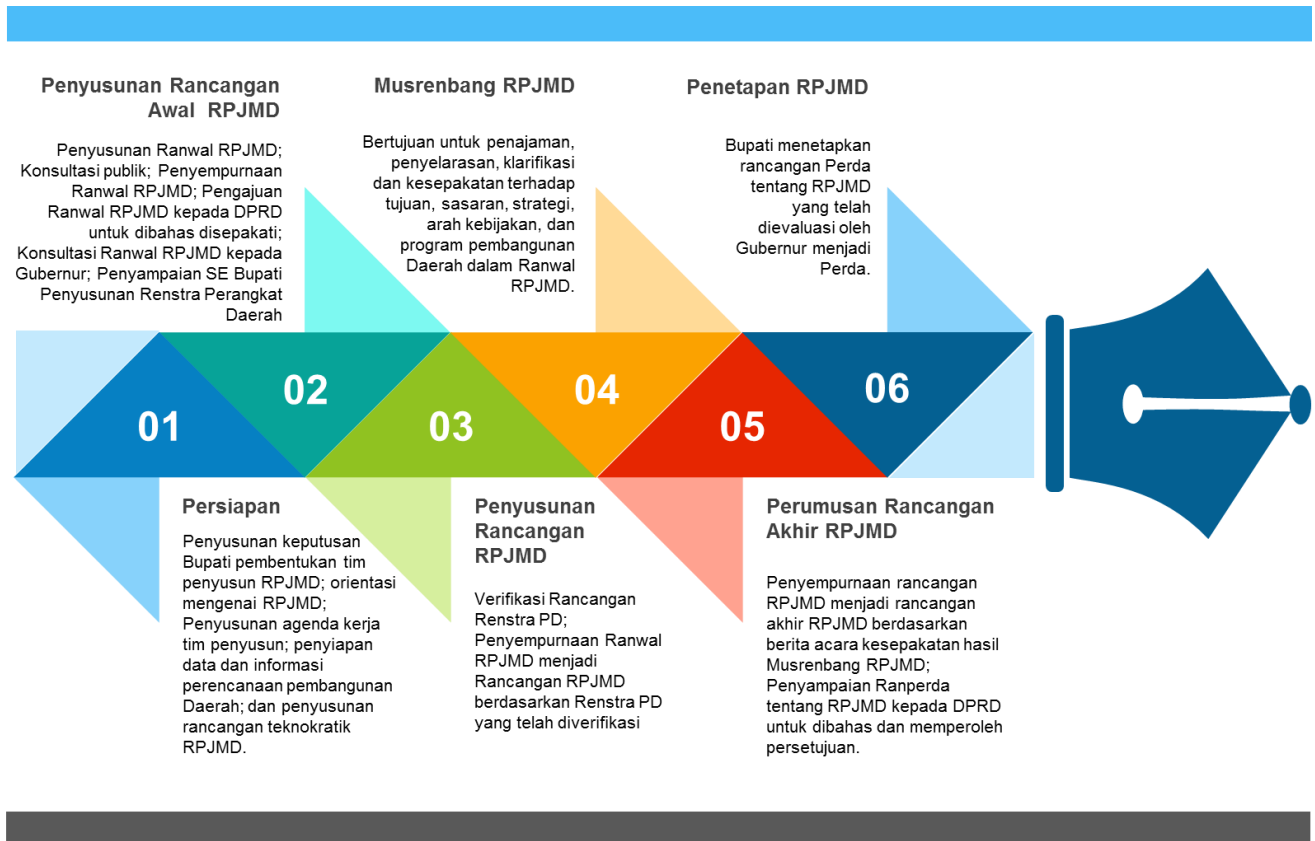 Penyusunan Rancangan
Awal RPJMD
Penyusunan Ranwal RPJMD;
Konsultasi publik; Penyempurnaan
Ranwal RPJMD; Pengajuan
Ranwal RPJMD kepada DPRD
untuk dibahas disepakati;
Konsultasi Ranwal RPJMD kepada
Gubernur; Penyampaian SE Bupati
Penyusunan Renstra Perangkat
Daerah
Musrenbang RPJMD
Bertujuan untuk penajaman,
penyelarasan, klarifikasi
dan kesepakatan terhadap
tujuan, sasaran, strategi,
arah kebijakan, dan
program pembangunan
Daerah dalam Ranwal
RPJMD.
Penetapan RPJMD
Bupati menetapkan
rancangan Perda
tentang RPJMD
yang telah
dievaluasi oleh
Gubernur menjadi
Perda.
01
02
03
04
05
06
Persiapan
Penyusunan keputusan
Bupati pembentukan tim
penyusun RPJMD; orientasi
mengenai RPJMD;
Penyusunan agenda kerja
tim penyusun; penyiapan
data dan informasi
perencanaan pembangunan
Daerah; dan penyusunan
rancangan teknokratik
RPJMD.
Penyusunan
Rancangan
RPJMD
Verifikasi Rancangan
Renstra PD;
Penyempurnaan Ranwal
RPJMD menjadi
Rancangan RPJMD
berdasarkan Renstra PD
yang telah diverifikasi
Perumusan Rancangan
Akhir RPJMD
Penyempurnaan rancangan
RPJMD menjadi rancangan
akhir RPJMD berdasarkan
berita acara kesepakatan hasil
Musrenbang RPJMD;
Penyampaian Ranperda
tentang RPJMD kepada DPRD
untuk dibahas dan memperoleh
persetujuan.